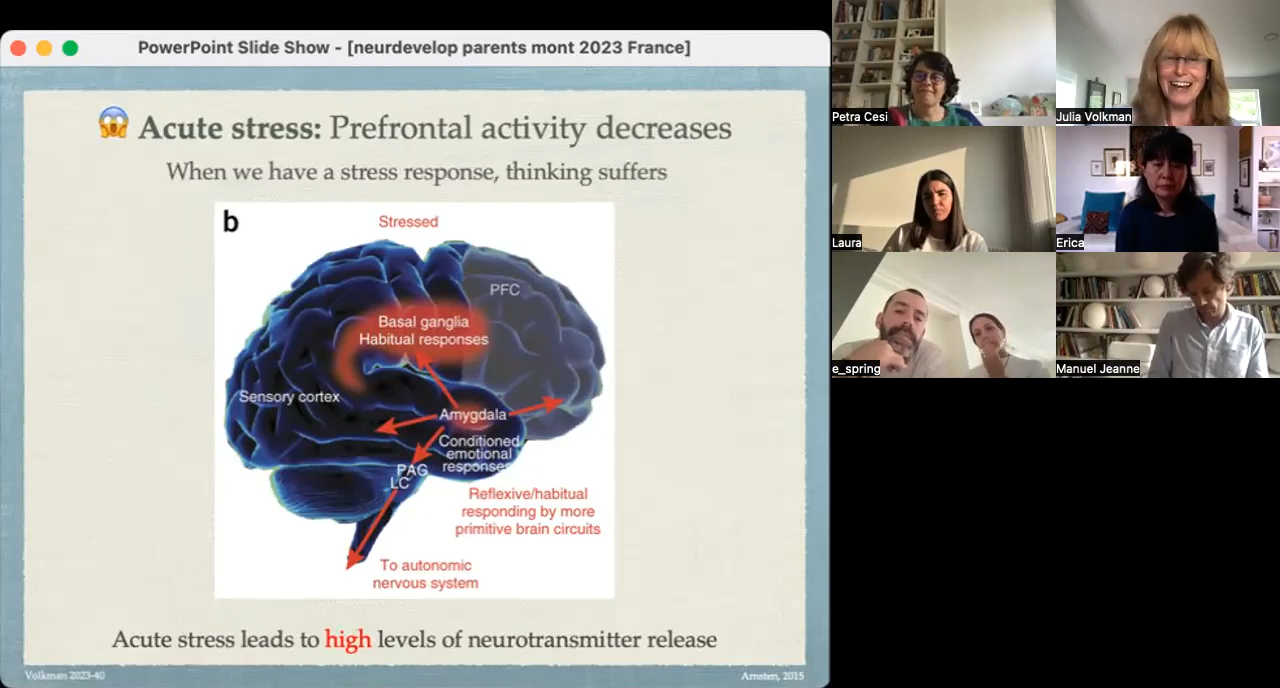 PowerPoint Slide Show - [neurdevelop parents mont 2023 France]
😱 Acute stress: Prefrontal activity decreases
When we have a stress response, thinking suffers
b
Stressed
PFC
Basal ganglia
Habitual responses
Sensory cortex
Amygdala
Conditioned
emotional
responses
PAG
LC
Reflexive/habitual
responding by more
primitive brain circuits
To autonomic
nervous system
Acute stress leads to high levels of neurotransmitter release
Volkman 2023-40
Arnsten, 2015
Petra Cesi
Julia Volkman
Laura
Erica
e_spring
Manuel Jeanne